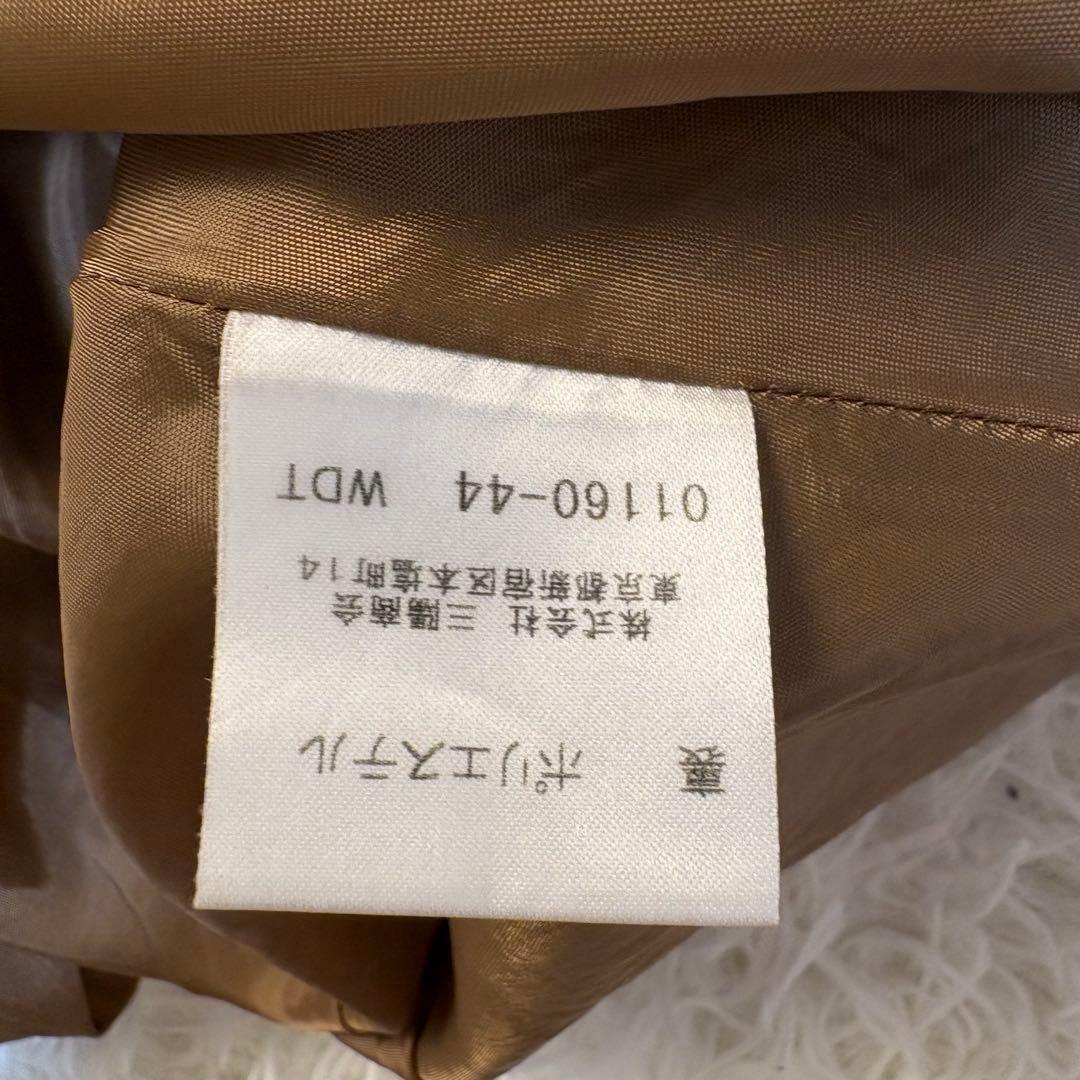 裏 ポリエステル
株式会社 三陽商会
東京都新宿区本塩町14
01160-44 WDT